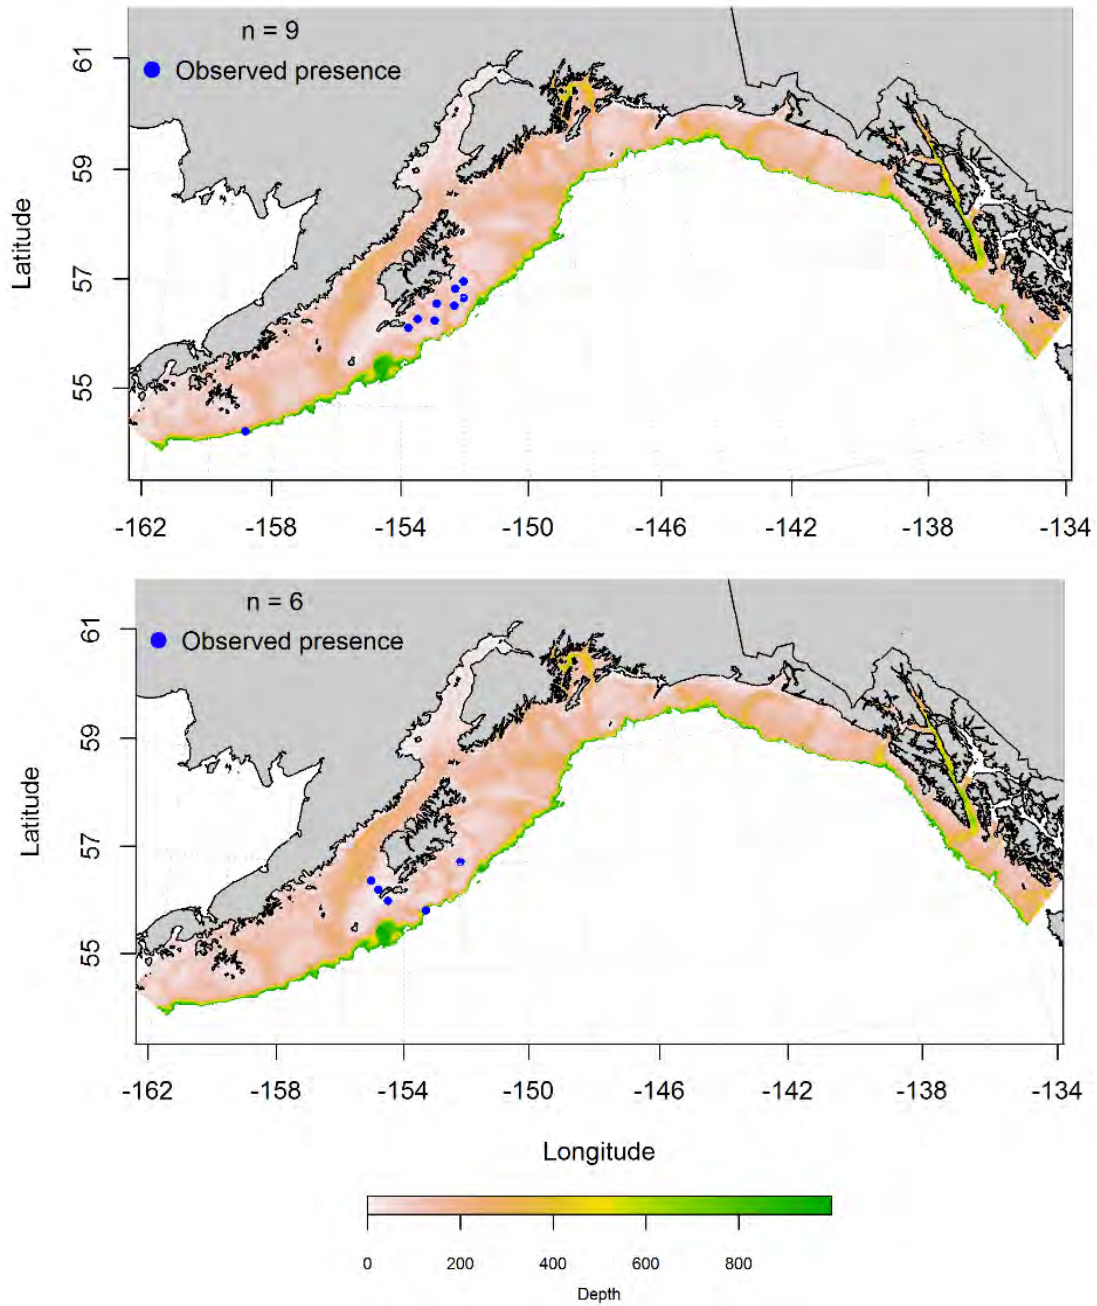 n = 9
Observed presence
61
59
57
55
Latitude
-162 -158 -154 -150 -146 -142 -138 -134
n = 6
Observed presence
61
59
57
55
Latitude
-162 -158 -154 -150 -146 -142 -138 -134
Longitude
0 200 400 600 800
Depth